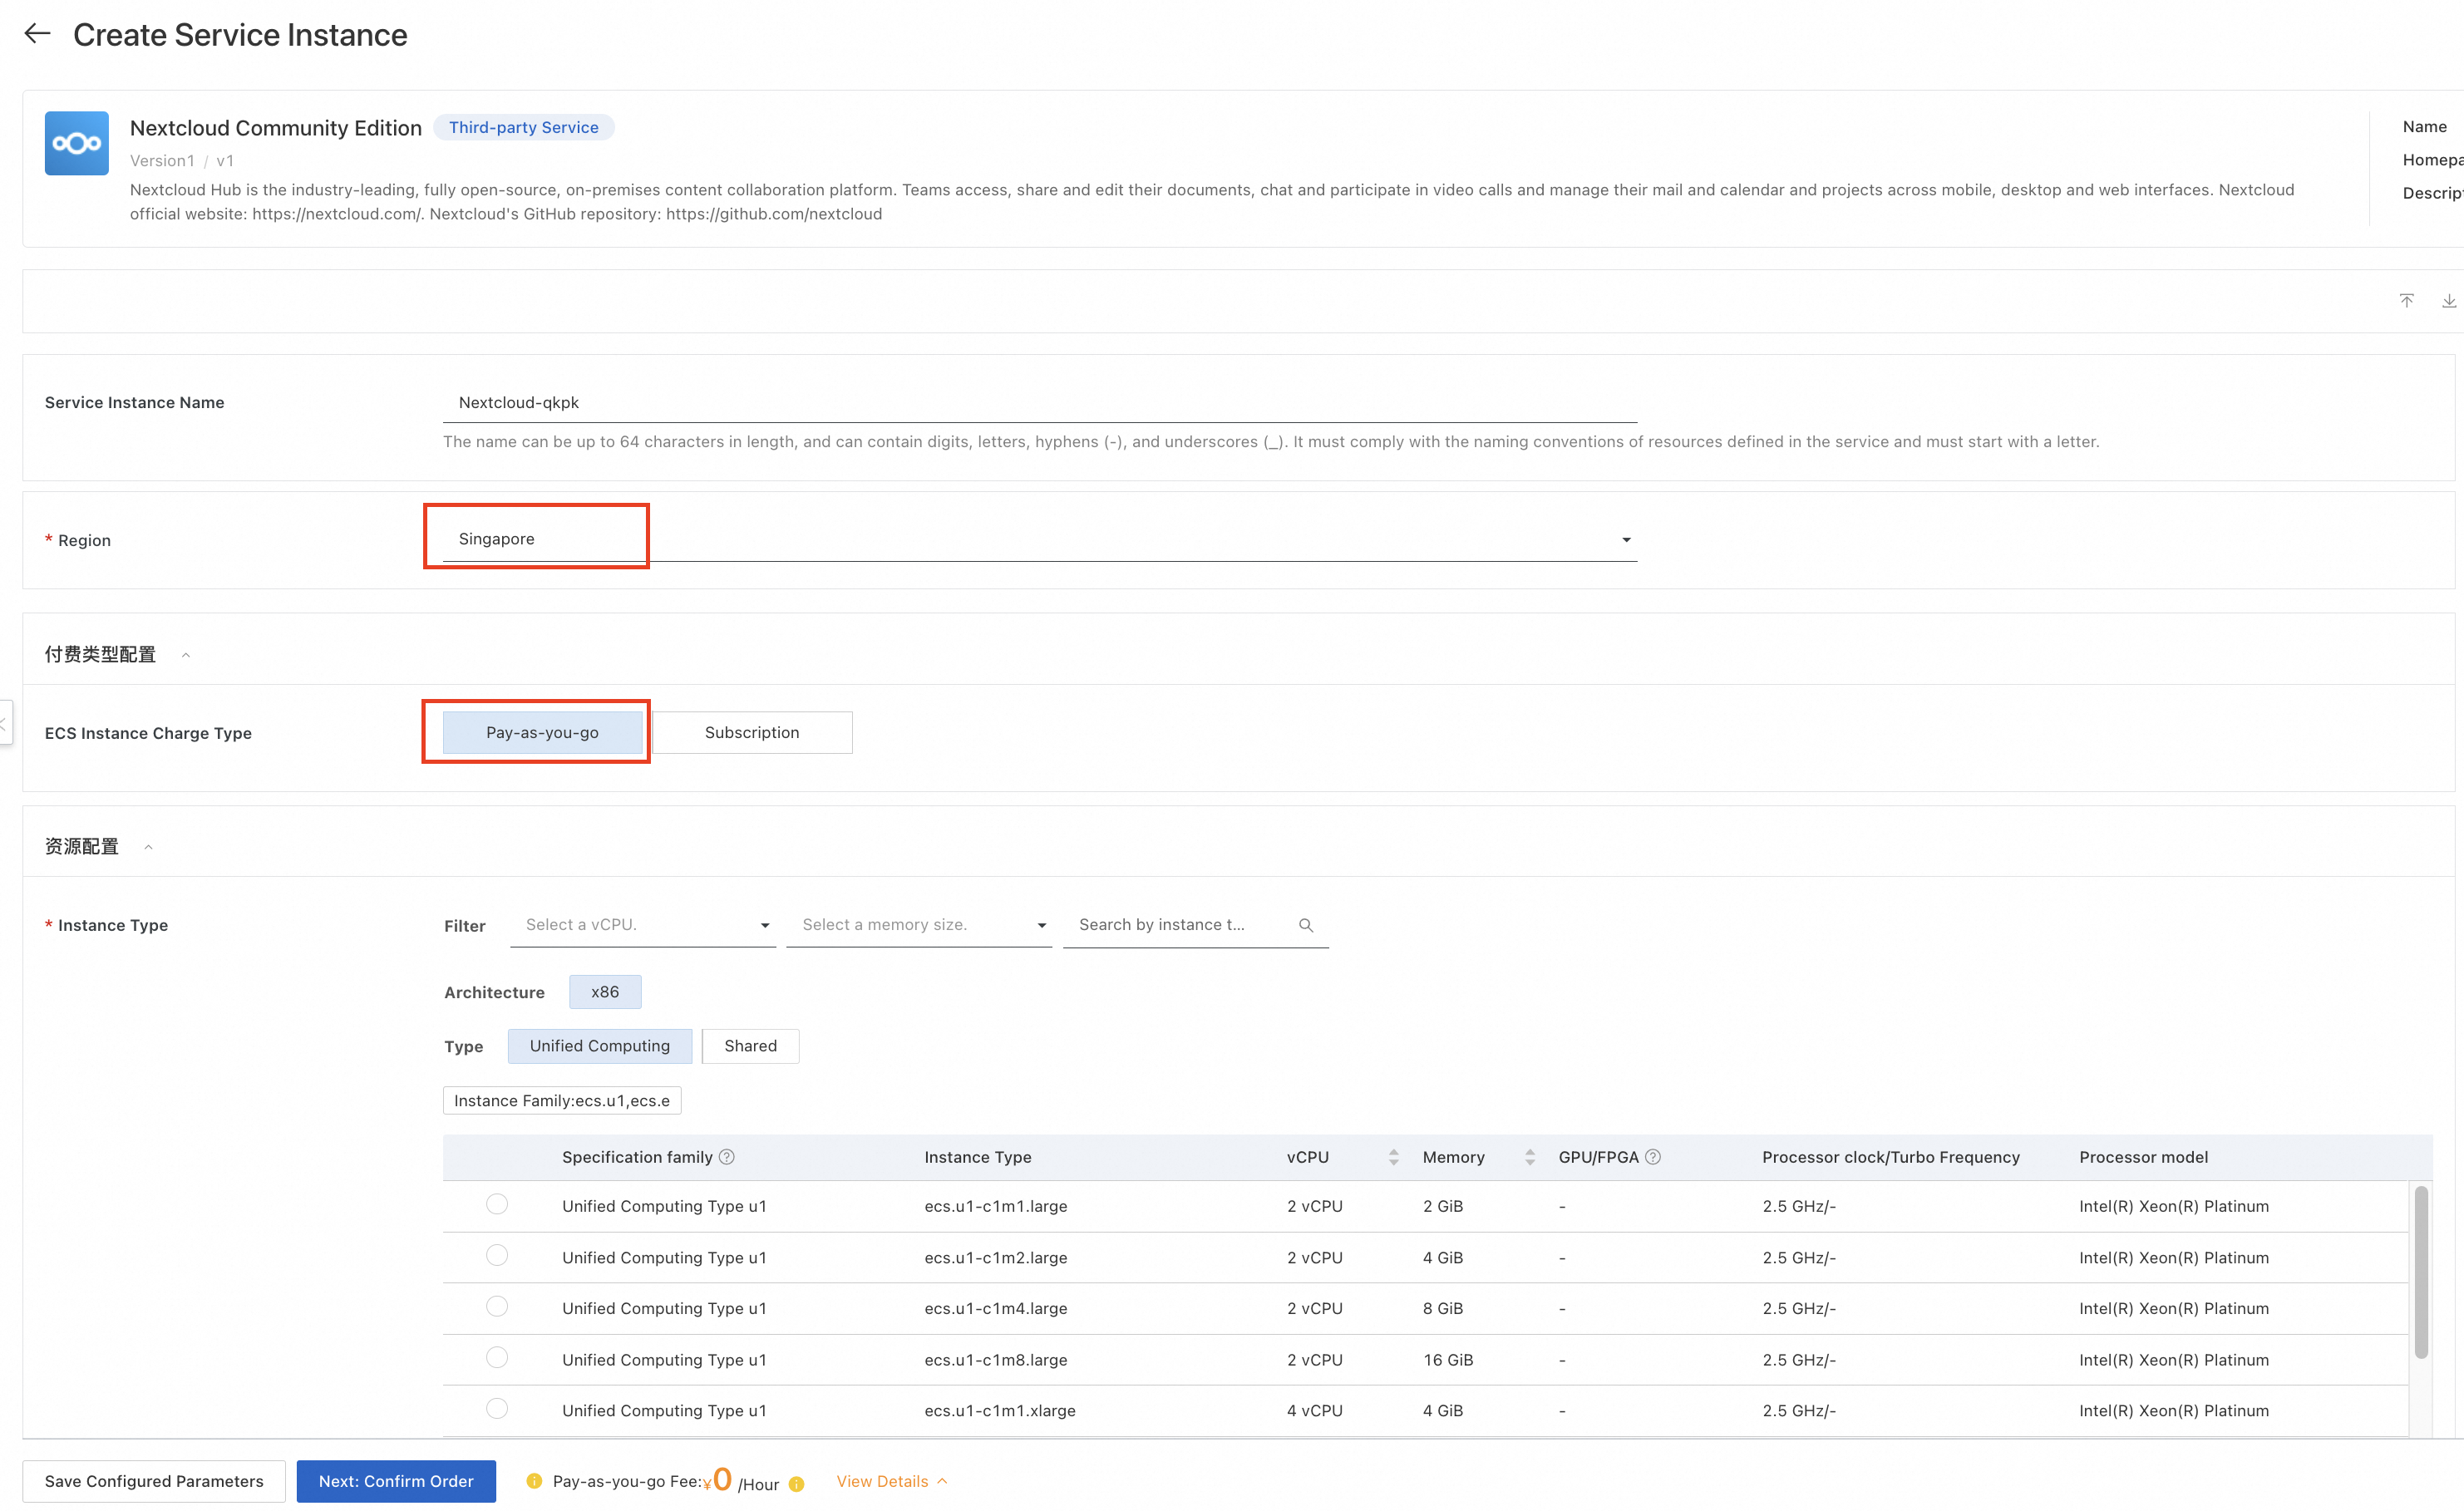 Create Service Instance
Nextcloud Community Edition Third-party Service
Version1 / v1
Nextcloud Hub is the industry-leading, fully open-source, on-premises content collaboration platform. Teams access, share and edit their documents, chat and participate in video calls and manage their mail and calendar and projects across mobile, desktop and web interfaces. Nextcloud
official website: https://nextcloud.com/. Nextcloud's GitHub repository: https://github.com/nextcloud
Name
Homepa
Descrip
Service Instance Name
Nextcloud-qkpk
The name can be up to 64 characters in length, and can contain digits, letters, hyphens (-), and underscores (_). It must comply with the naming conventions of resources defined in the service and must start with a letter.
* Region
Singapore
付费类型配置
ECS Instance Charge Type
Pay-as-you-go Subscription
资源配置
* Instance Type
Filter Select a vCPU. Select a memory size. Search by instance t...
Architecture x86
Type Unified Computing Shared
Instance Family:ecs.u1,ecs.e
Specification family Instance Type vCPU Memory GPU/FPGA Processor clock/Turbo Frequency Processor model
Unified Computing Type u1 ecs.u1-c1m1.large 2 vCPU 2 GiB - 2.5 GHz/- Intel(R) Xeon(R) Platinum
Unified Computing Type u1 ecs.u1-c1m2.large 2 vCPU 4 GiB - 2.5 GHz/- Intel(R) Xeon(R) Platinum
Unified Computing Type u1 ecs.u1-c1m4.large 2 vCPU 8 GiB - 2.5 GHz/- Intel(R) Xeon(R) Platinum
Unified Computing Type u1 ecs.u1-c1m8.large 2 vCPU 16 GiB - 2.5 GHz/- Intel(R) Xeon(R) Platinum
Unified Computing Type u1 ecs.u1-c1m1.xlarge 4 vCPU 4 GiB - 2.5 GHz/- Intel(R) Xeon(R) Platinum
Save Configured Parameters Next: Confirm Order Pay-as-you-go Fee:¥0 /Hour View Details